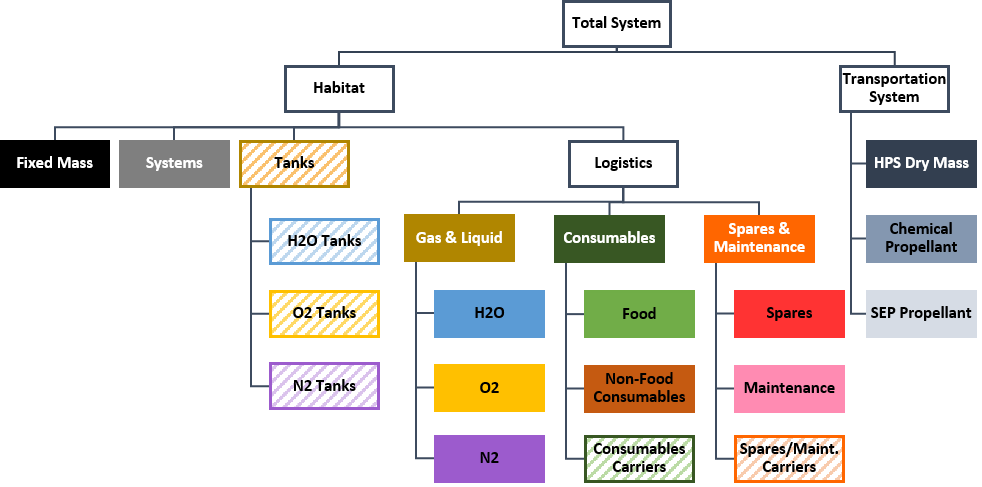 Total System
Habitat
Transportation
System
Fixed Mass
Systems
Tanks
Logistics
HPS Dry Mass
H2O Tanks
Gas & Liquid
Consumables
Spares &
Maintenance
Chemical
Propellant
O2 Tanks
H2O
Food
Spares
SEP Propellant
N2 Tanks
O2
Non-Food
Consumables
Maintenance
N2
Consumables
Carriers
Spares/Maint.
Carriers